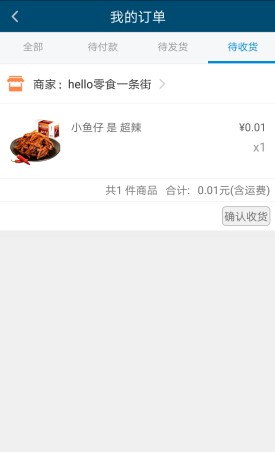 我的订单
全部 待付款 待发货 待收货
商家：hello零食一条街
小鱼仔 是 超辣 ¥0.01
x1
共1 件商品 合计: 0.01元(含运费)
确认收货